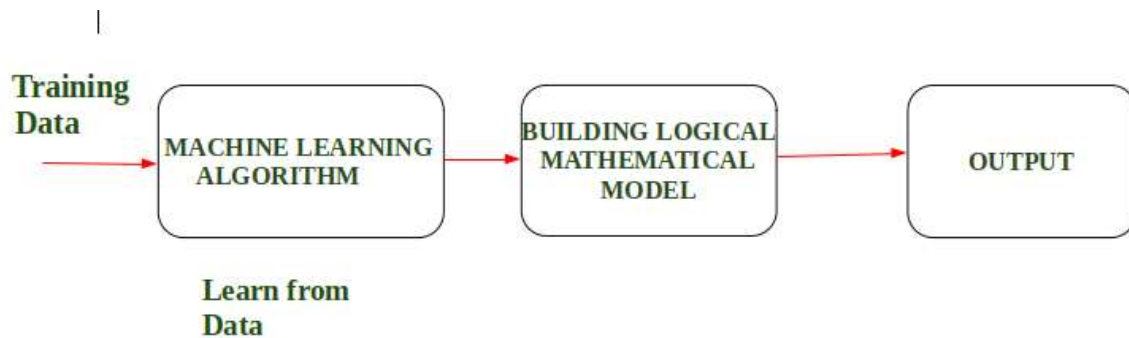 Training
Data
MACHINE LEARNING
ALGORITHM
BUILDING LOGICAL
MATHEMATICAL
MODEL
OUTPUT
Learn from
Data